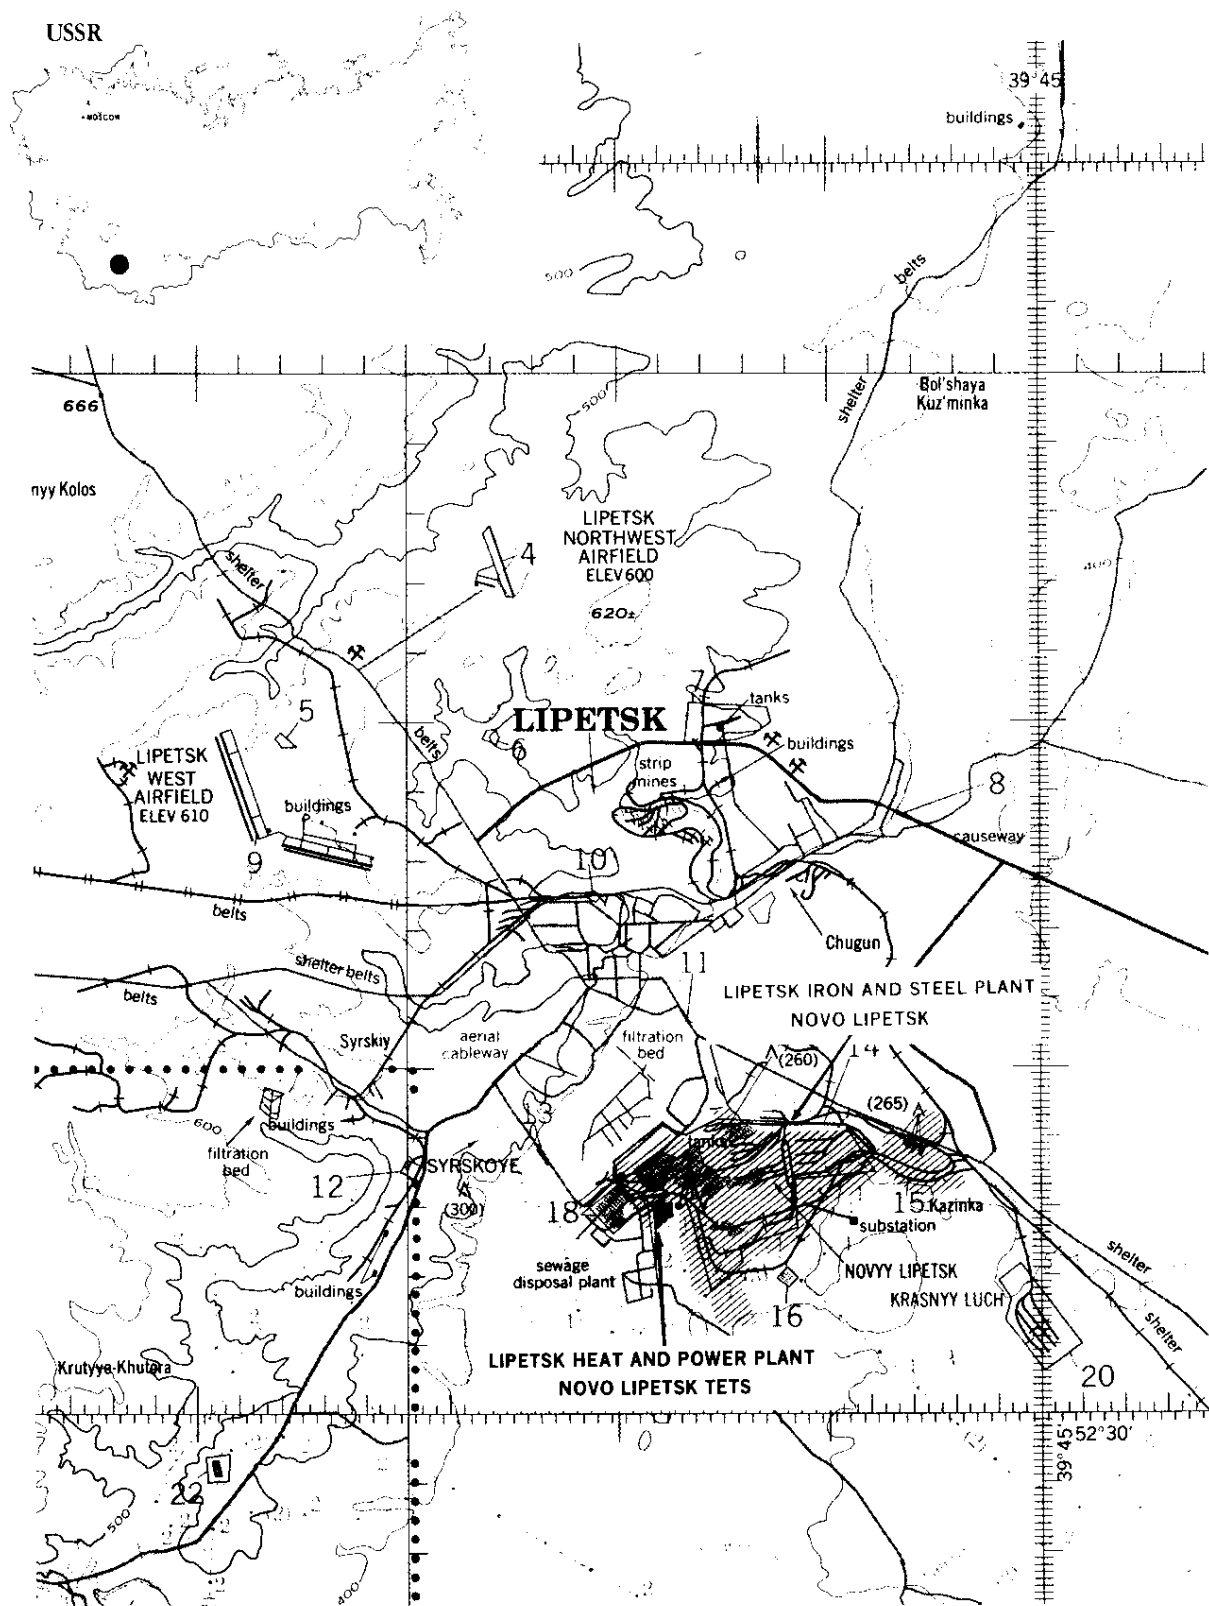 USSR
MOSCOW
39°45
buildings
500
belts
shelter
Bol'shaya
Kuz'minka
666
500
nyy Kolos
LIPETSK
NORTHWEST
AIRFIELD
ELEV 600
4
620±
400
shelter
5
7
tanks
LIPETSK
6
belts
buildings
strip
mines
LIPETSK
WEST
AIRFIELD
ELEV 610
buildings
8
causeway
9
10
belts
Chugun
11
shelter belts
belts
LIPETSK IRON AND STEEL PLANT
NOVO LIPETSK
Syrskiy
aerial
cableway
filtration
bed
(260)
14
(265)
600
buildings
filtration
bed
tanks
12
SYRSKOYE
(300)
18
15
Kazinka
substation
sewage
disposal plant
NOVYY LIPETSK
KRASNYY LUCH
shelter
shelter
buildings
16
LIPETSK HEAT AND POWER PLANT
NOVO LIPETSK TETS
Krutyye-Khutora
20
52°30'
39°45
22
500
400